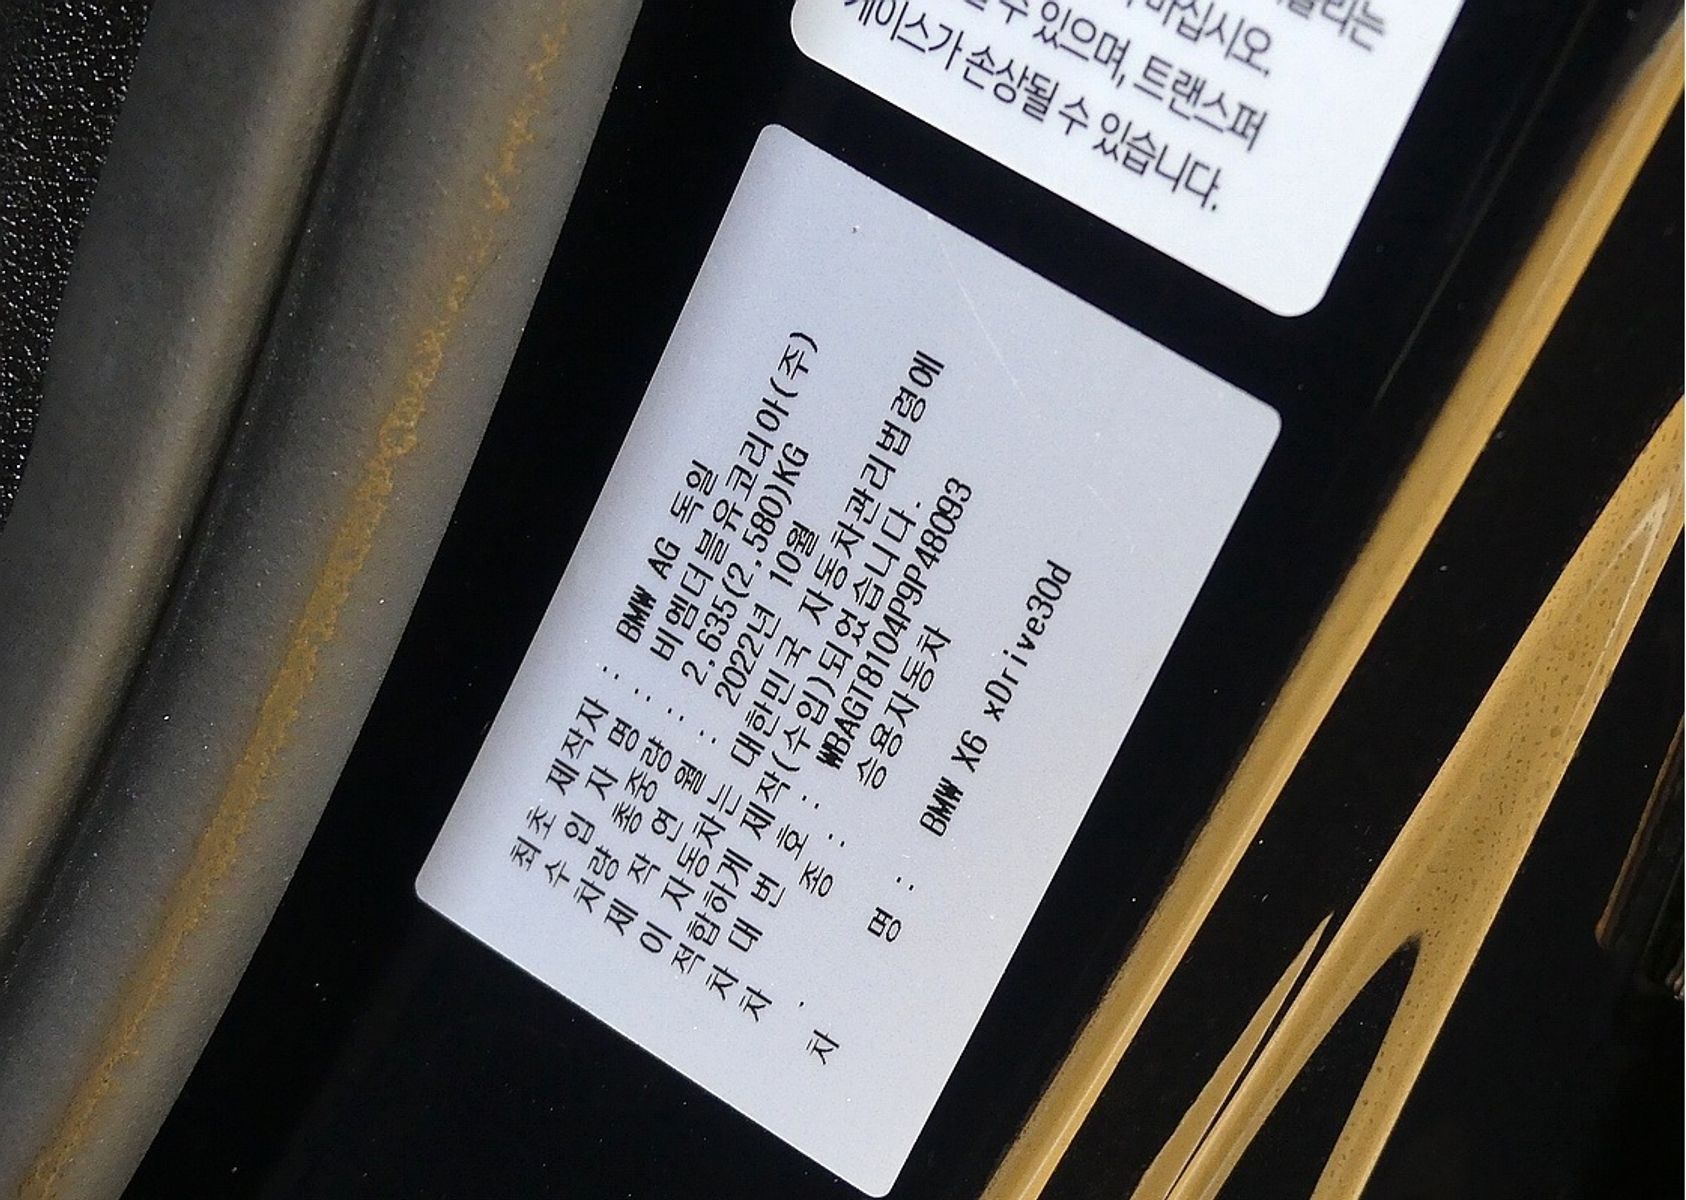 마십시오.
수 있으며, 트랜스퍼
케이스가 손상될 수 있습니다.
최초 제작자 : BMW AG 독일
수 입 자 명 : 비엠더블유코리아(주)
차량 총중량 : 2,635(2,580)KG
제 작 연 월 : 2022년 10월
이 자동차는 대한민국 자동차관리법령에
적합하게 제작(수입)되었습니다.
차 대 번 호 : WBAGT8104P9P48093
차 종 : 승용자동차
차 명 : BMW X6 xDrive30d